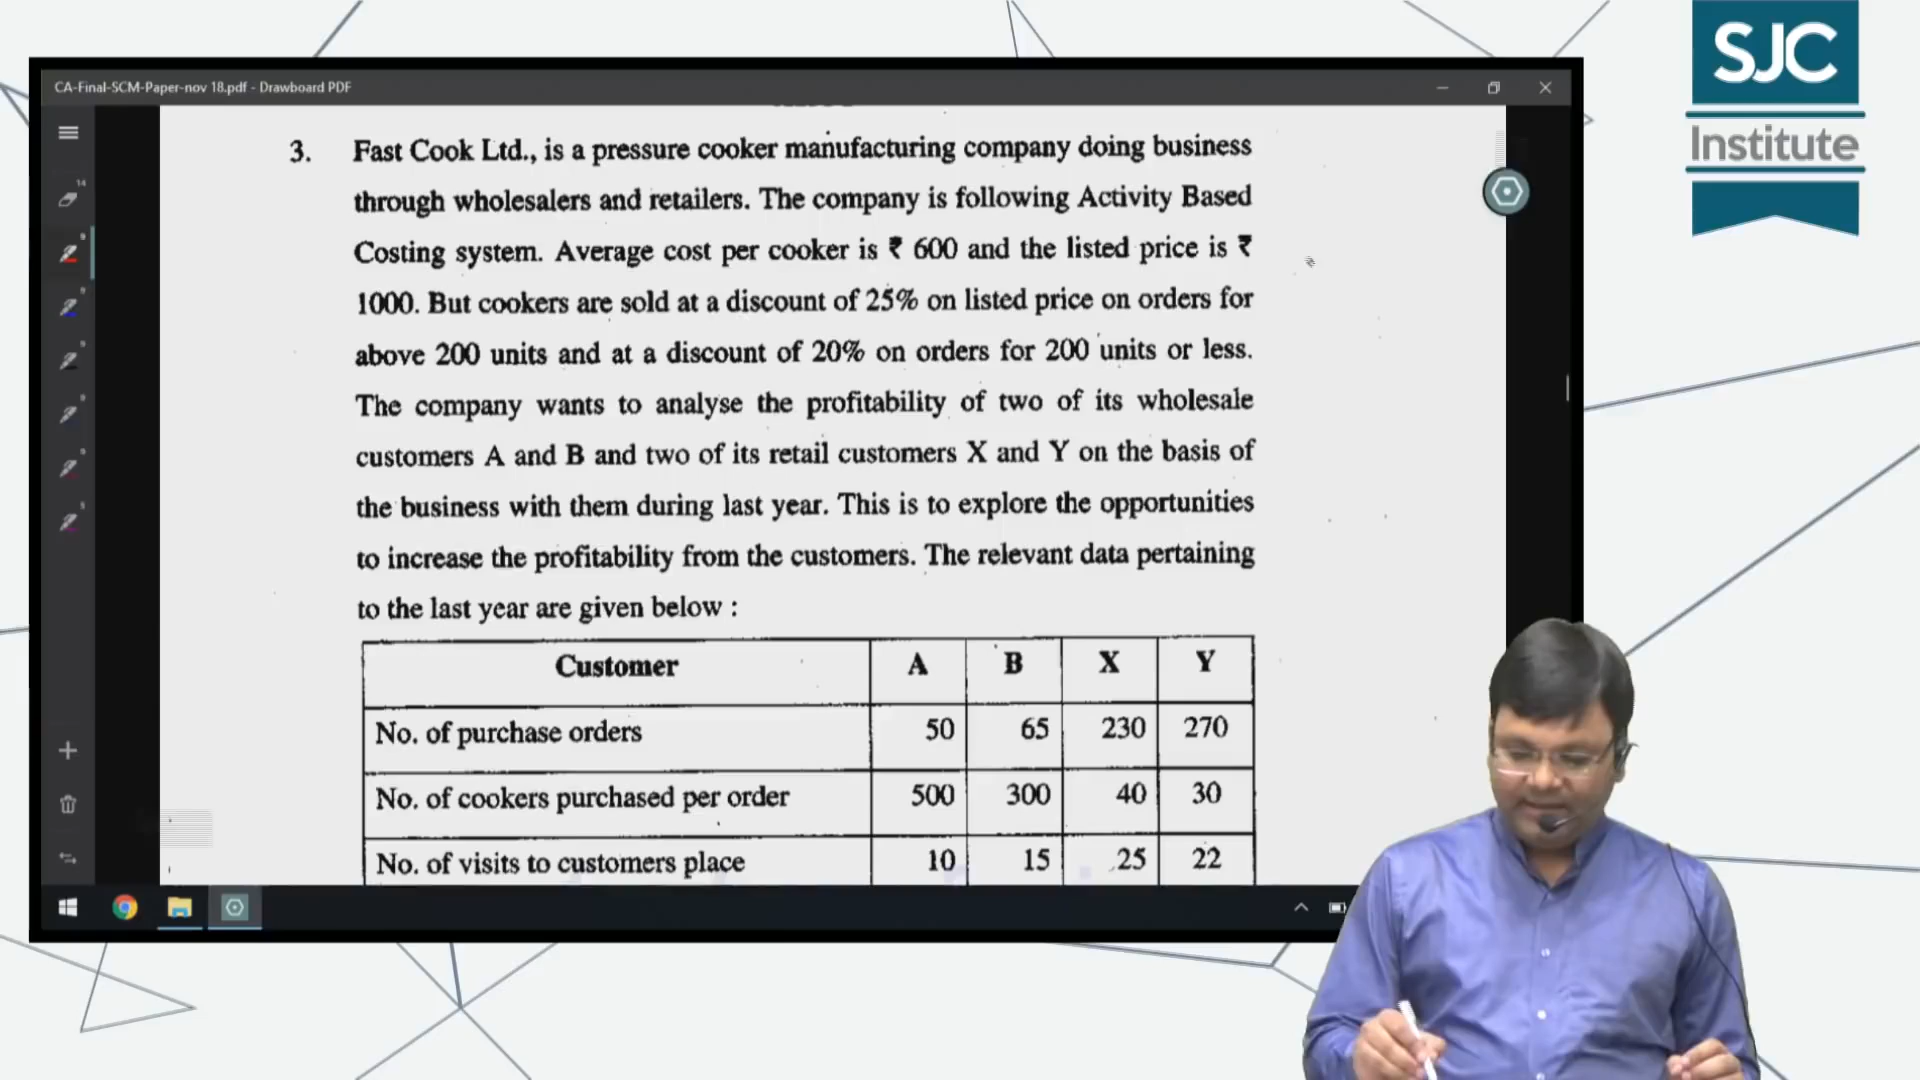 SJC
Institute
CA-Final-SCM-Paper-nov 18.pdf - Drawboard PDF
3. Fast Cook Ltd., is a pressure cooker manufacturing company doing business
through wholesalers and retailers. The company is following Activity Based
Costing system. Average cost per cooker is ₹ 600 and the listed price is ₹
1000. But cookers are sold at a discount of 25% on listed price on orders for
above 200 units and at a discount of 20% on orders for 200 units or less.
The company wants to analyse the profitability of two of its wholesale
customers A and B and two of its retail customers X and Y on the basis of
the business with them during last year. This is to explore the opportunities
to increase the profitability from the customers. The relevant data pertaining
to the last year are given below :
Customer A B X Y
No. of purchase orders 50 65 230 270
No. of cookers purchased per order 500 300 40 30
No. of visits to customers place 10 15 25 22